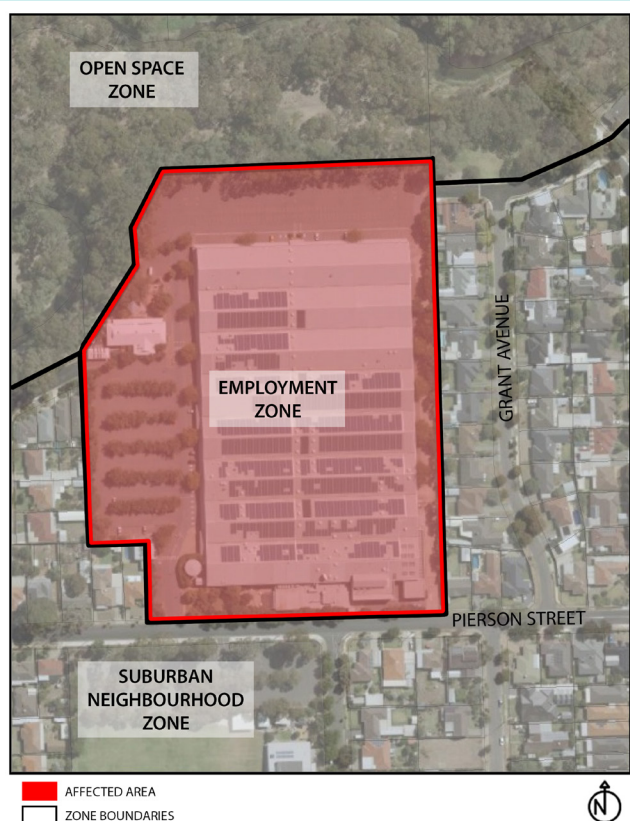 OPEN SPACE
ZONE
EMPLOYMENT
ZONE
GRANT AVENUE
PIERSON STREET
SUBURBAN
NEIGHBOURHOOD
ZONE
AFFECTED AREA
ZONE BOUNDARIES
N